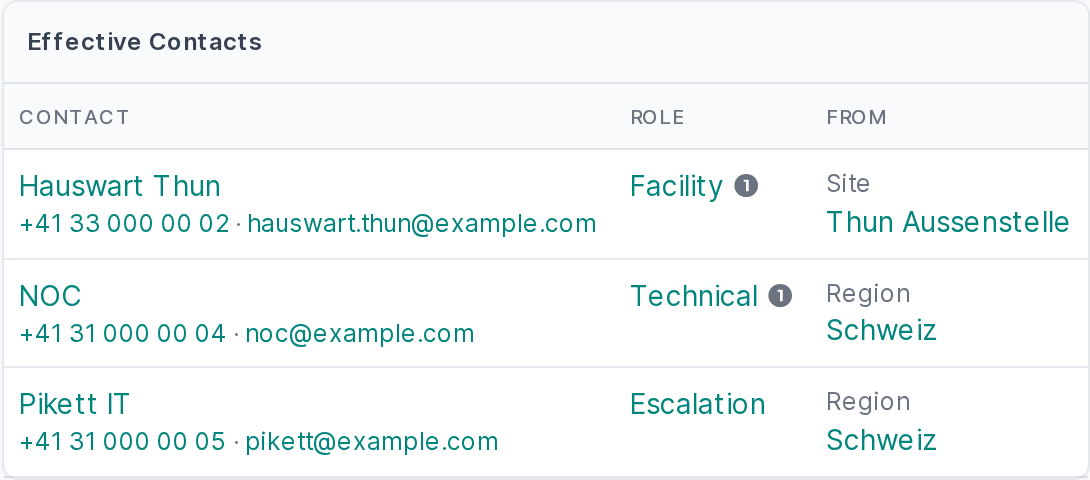 Effective Contacts
CONTACT ROLE FROM
Hauswart Thun Facility 1 Site
+41 33 000 00 02 · hauswart.thun@example.com Thun Aussenstelle
NOC Technical 1 Region
+41 31 000 00 04 · noc@example.com Schweiz
Pikett IT Escalation Region
+41 31 000 00 05 · pikett@example.com Schweiz